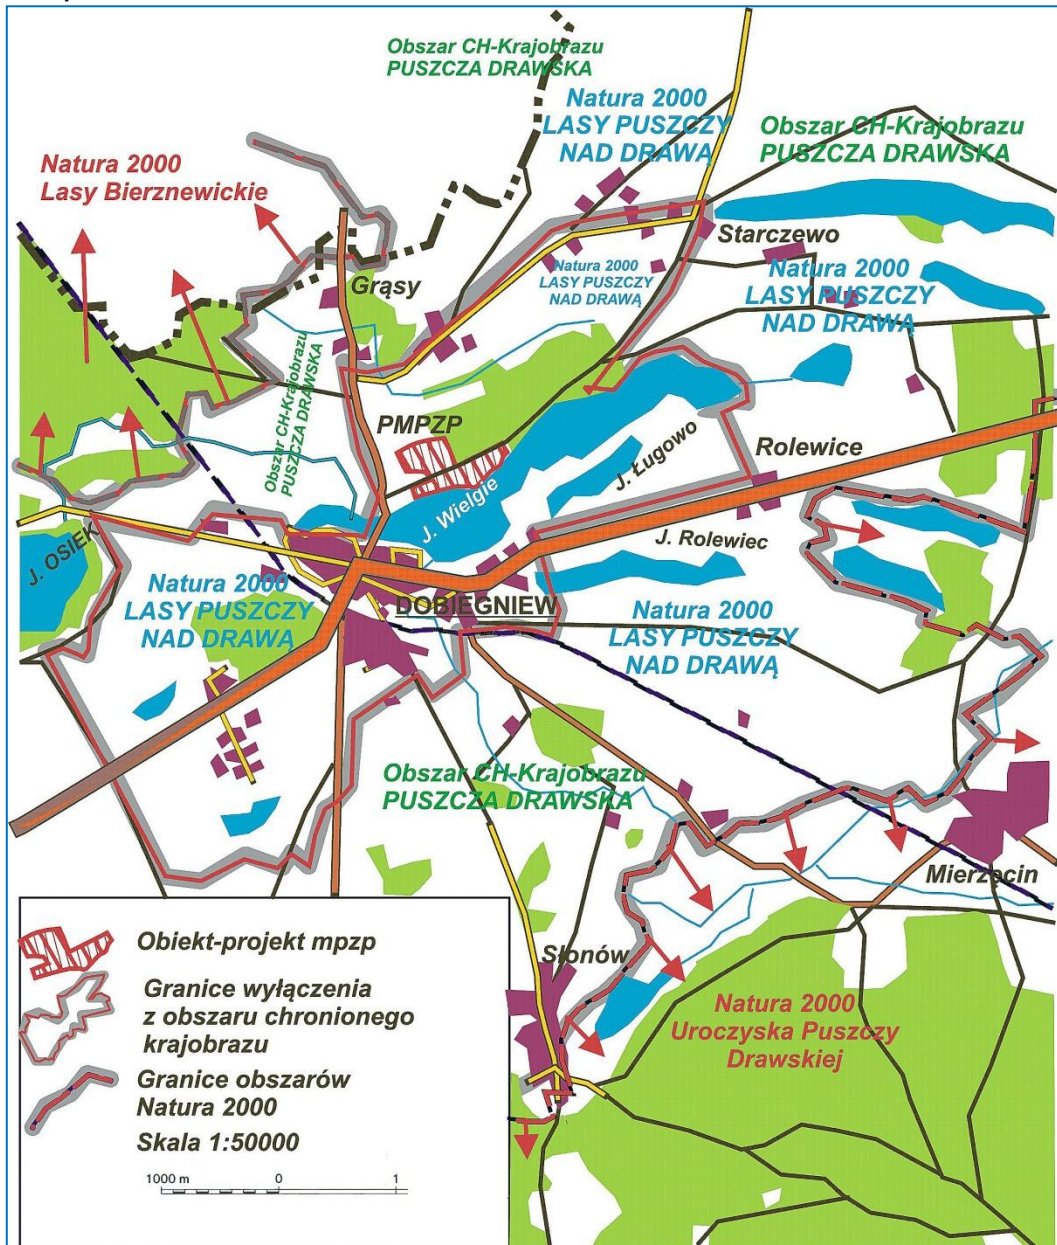 Obszar CH-Krajobrazu
PUSZCZA DRAWSKA
Natura 2000
LASY PUSZCZY
NAD DRAWĄ
Obszar CH-Krajobrazu
PUSZCZA DRAWSKA
Natura 2000
Lasy Bierznewickie
Starczewo
Natura 2000
LASY PUSZCZY
NAD DRAWĄ
Natura 2000
LASY PUSZCZY
NAD DRAWĄ
Grąsy
Obszar CH-Krajobrazu
PUSZCZA DRAWSKA
PMPZP
J. Ługowo
Rolewice
J. Wielgie
J. Rolewiec
J. OSIEK
Natura 2000
LASY PUSZCZY
NAD DRAWĄ
DOBIEGNIEW
Natura 2000
LASY PUSZCZY
NAD DRAWĄ
Obszar CH-Krajobrazu
PUSZCZA DRAWSKA
Mierzęcin
Słonów
Natura 2000
Uroczyska Puszczy
Drawskiej
Obiekt-projekt mpzp
Granice wyłączenia
z obszaru chronionego
krajobrazu
Granice obszarów
Natura 2000
Skala 1:50000
1000 m 0 1